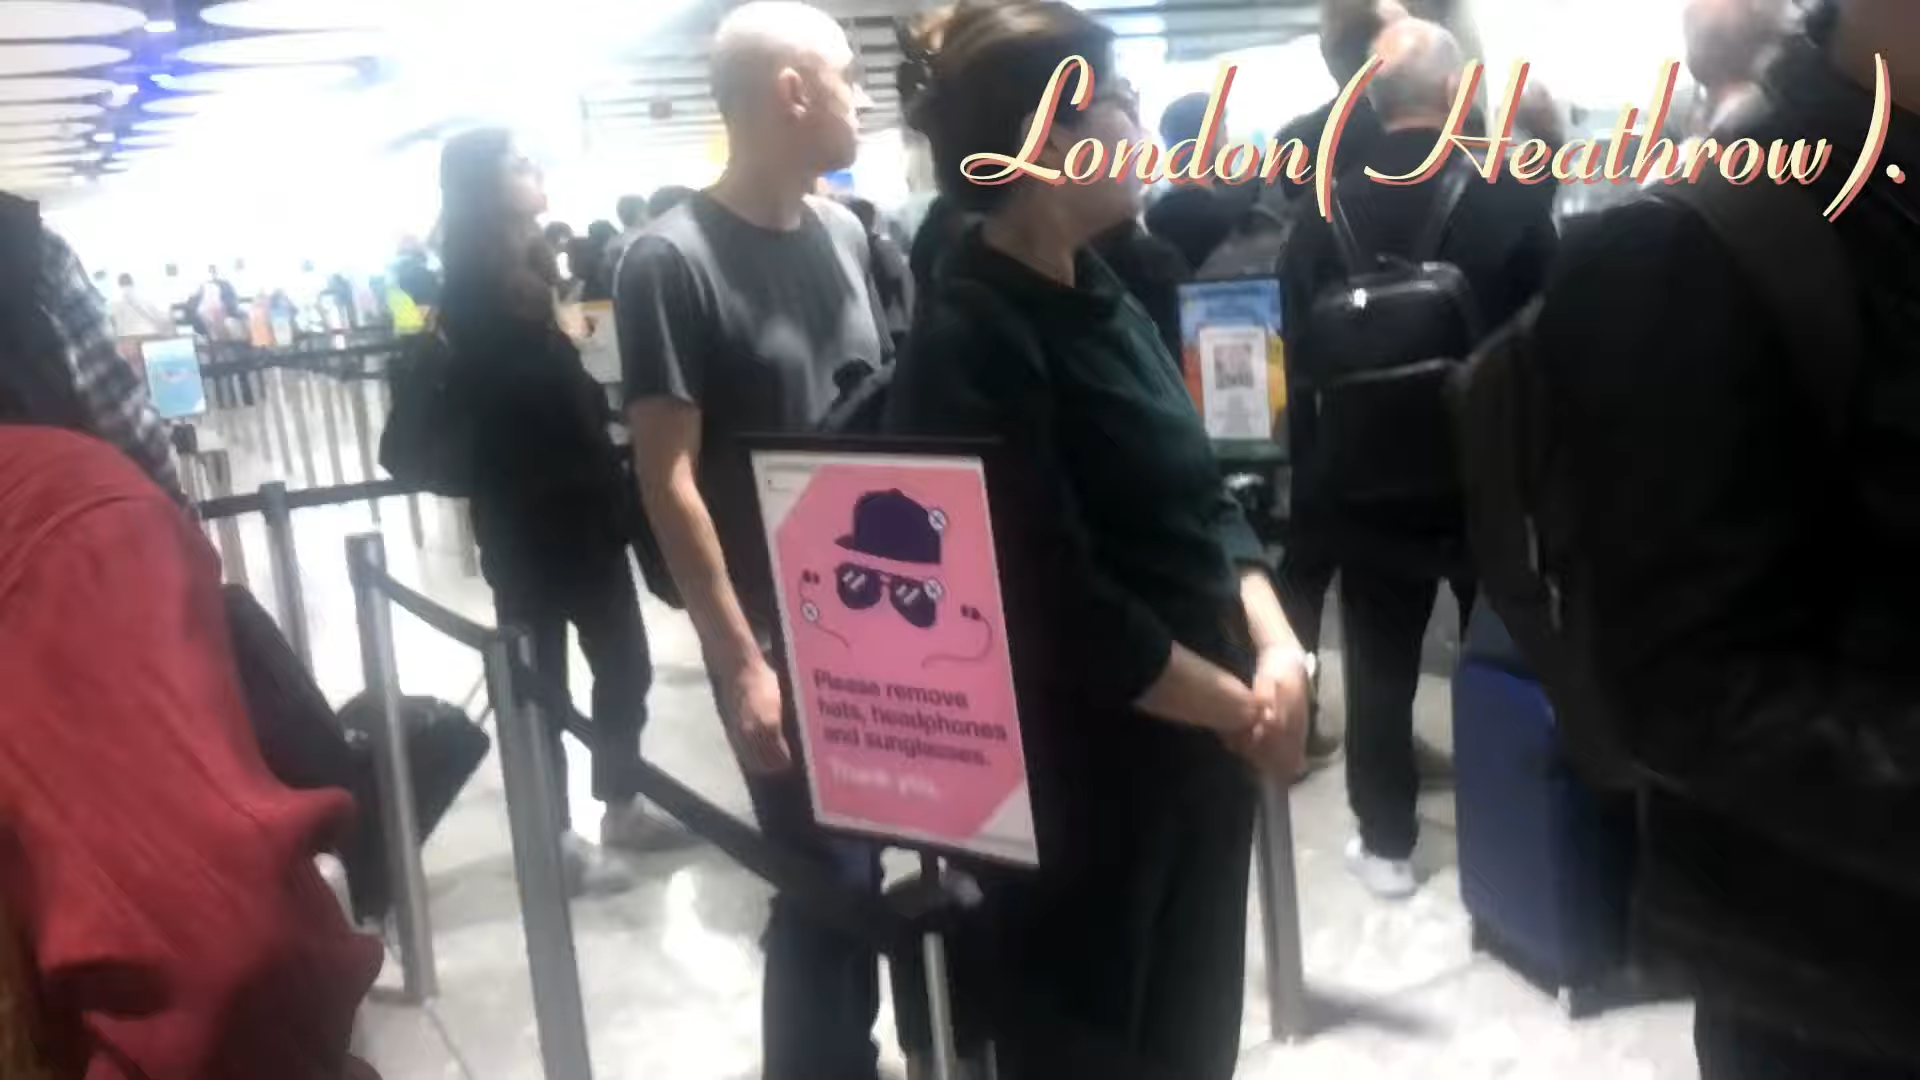 London(Heathrow).
Please remove
hats, headphones
and sunglasses.
Thank you.